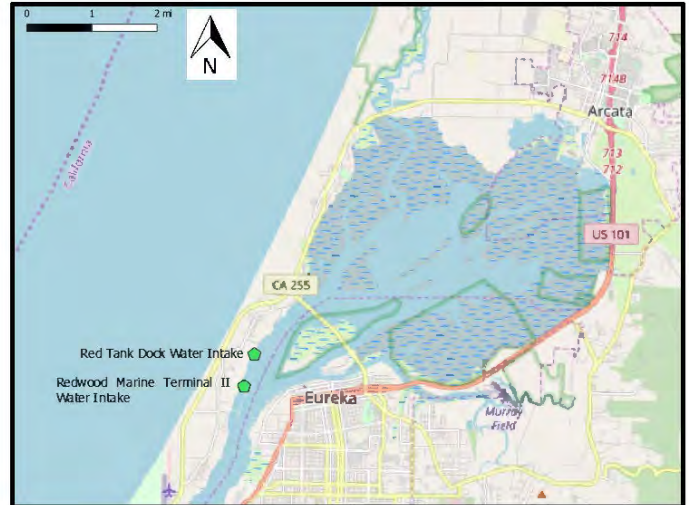 0 1 2 mi
N
714
714B
Arcata
California
713
712
US 101
CA 255
Red Tank Dock Water Intake
Redwood Marine Terminal II
Water Intake
Eureka
Murray
Field